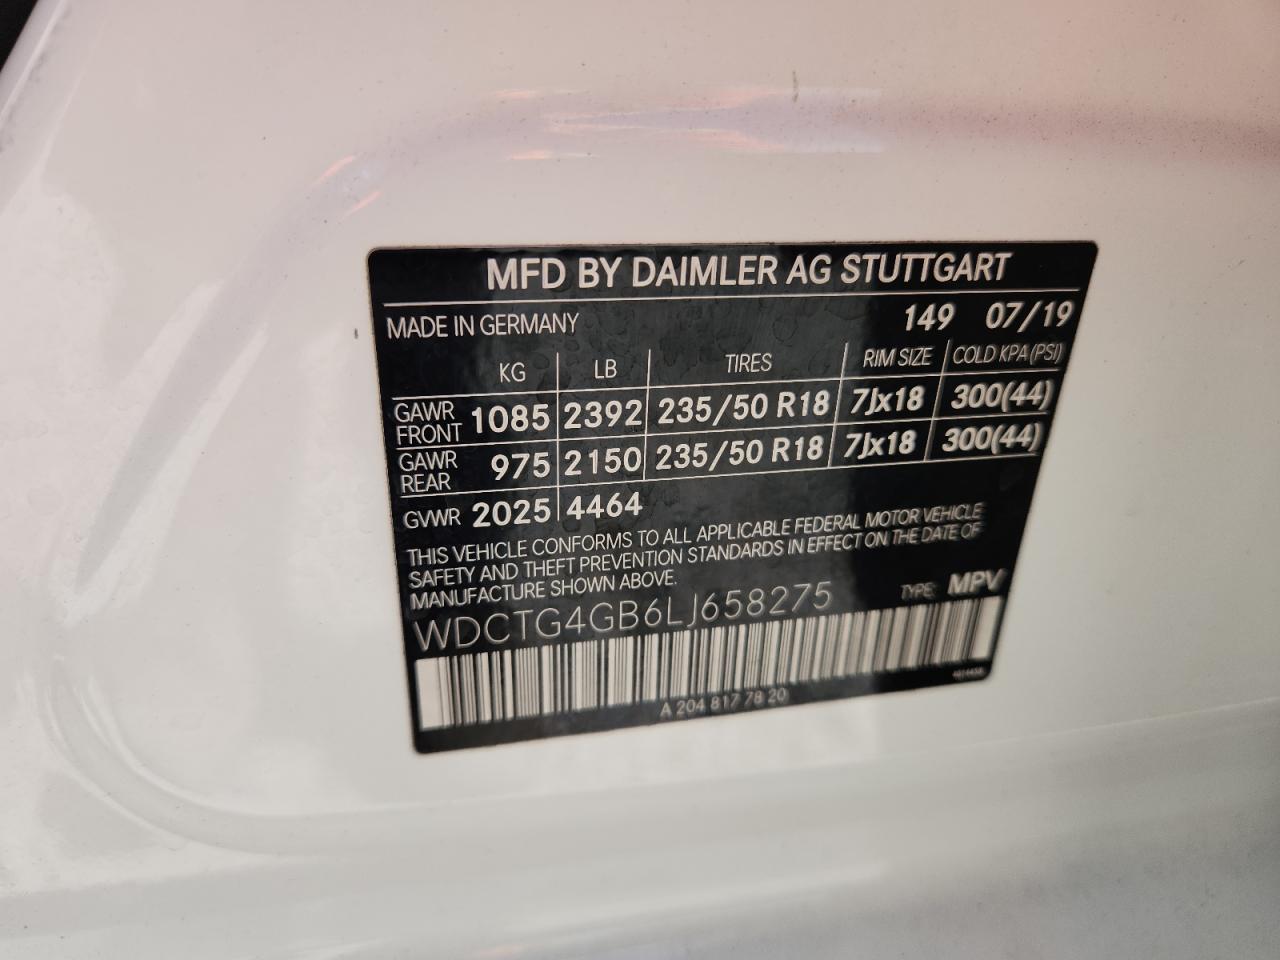 MFD BY DAIMLER AG STUTTGART
MADE IN GERMANY 149 07/19
KG LB TIRES RIM SIZE COLD KPA (PSI)
GAWR FRONT 1085 2392 235/50 R18 7Jx18 300(44)
GAWR REAR 975 2150 235/50 R18 7Jx18 300(44)
GVWR 2025 4464
THIS VEHICLE CONFORMS TO ALL APPLICABLE FEDERAL MOTOR VEHICLE
SAFETY AND THEFT PREVENTION STANDARDS IN EFFECT ON THE DATE OF
MANUFACTURE SHOWN ABOVE.
WDCTG4GB6LJ658275 TYPE: MPV
A 204 817 78 20